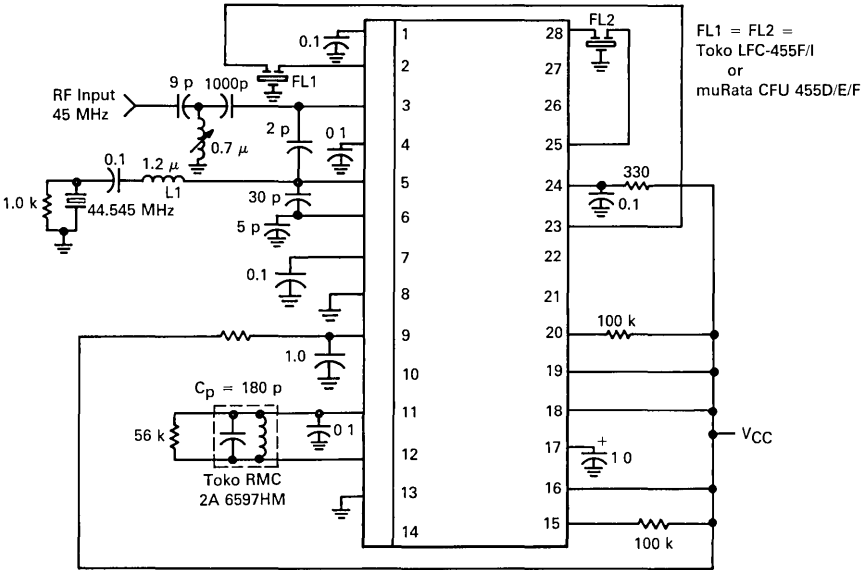 0.1
1
2
FL1
RF Input
45 MHz
9 p
1000p
3
0.7 μ
2 p
0 1
4
0.1
1.2 μ
L1
5
1.0 k
44.545 MHz
30 p
5 p
6
7
0.1
8
9
1.0
10
Cp = 180 p
11
56 k
0 1
12
Toko RMC
2A 6597HM
13
14
28
FL2
27
26
25
24
330
0.1
23
22
21
20
100 k
19
18
VCC
17
+
1 0
16
15
100 k
FL1 = FL2 =
Toko LFC-455F/I
or
muRata CFU 455D/E/F